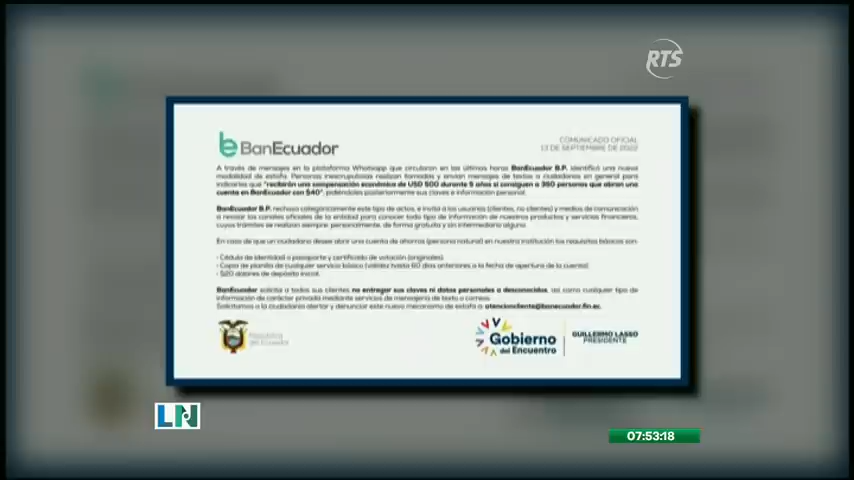 RTS
BanEcuador
COMUNICADO OFICIAL
13 DE SEPTIEMBRE DE 2022
A través de mensajes en la plataforma Whatsapp que circularon en las últimas horas BanEcuador B.P. identificó una nueva
modalidad de estafa. Personas inescrupulosas realizan llamadas y envían mensajes de textos a ciudadanos en general para
indicarles que "recibirán una compensación económica de USD 500 durante 5 años si consiguen a 350 personas que abran una
cuenta en BanEcuador con $40", pidiéndoles posteriormente sus claves e información personal.
BanEcuador B.P. rechaza categóricamente este tipo de actos, e invita a los usuarios (clientes, no clientes) y medios de comunicación
a revisar los canales oficiales de la entidad para conocer todo tipo de información de nuestros productos y servicios financieros,
cuyos trámites se realizan siempre, personalmente, de forma gratuita y sin intermediario alguno.
En caso de que un ciudadano desee abrir una cuenta de ahorros (persona natural) en nuestra institución los requisitos básicos son:
- Cédula de identidad o pasaporte y certificado de votación (originales).
- Copia de planilla de cualquier servicio básico (validez hasta 60 días anteriores a la fecha de apertura de la cuenta)
- $20 dólares de depósito inicial.
BanEcuador solicita a todos sus clientes no entregar sus claves ni datos personales a desconocidos, así como cualquier tipo de
información de carácter privada mediante servicios de mensajería de texto o correos.
Solicitamos a la ciudadanía alertar y denunciar este nuevo mecanismo de estafa a: atencioncliente@banecuador.fin.ec.
República
del Ecuador
Gobierno
del Encuentro
GUILLERMO LASSO
PRESIDENTE
LN
07:53:18